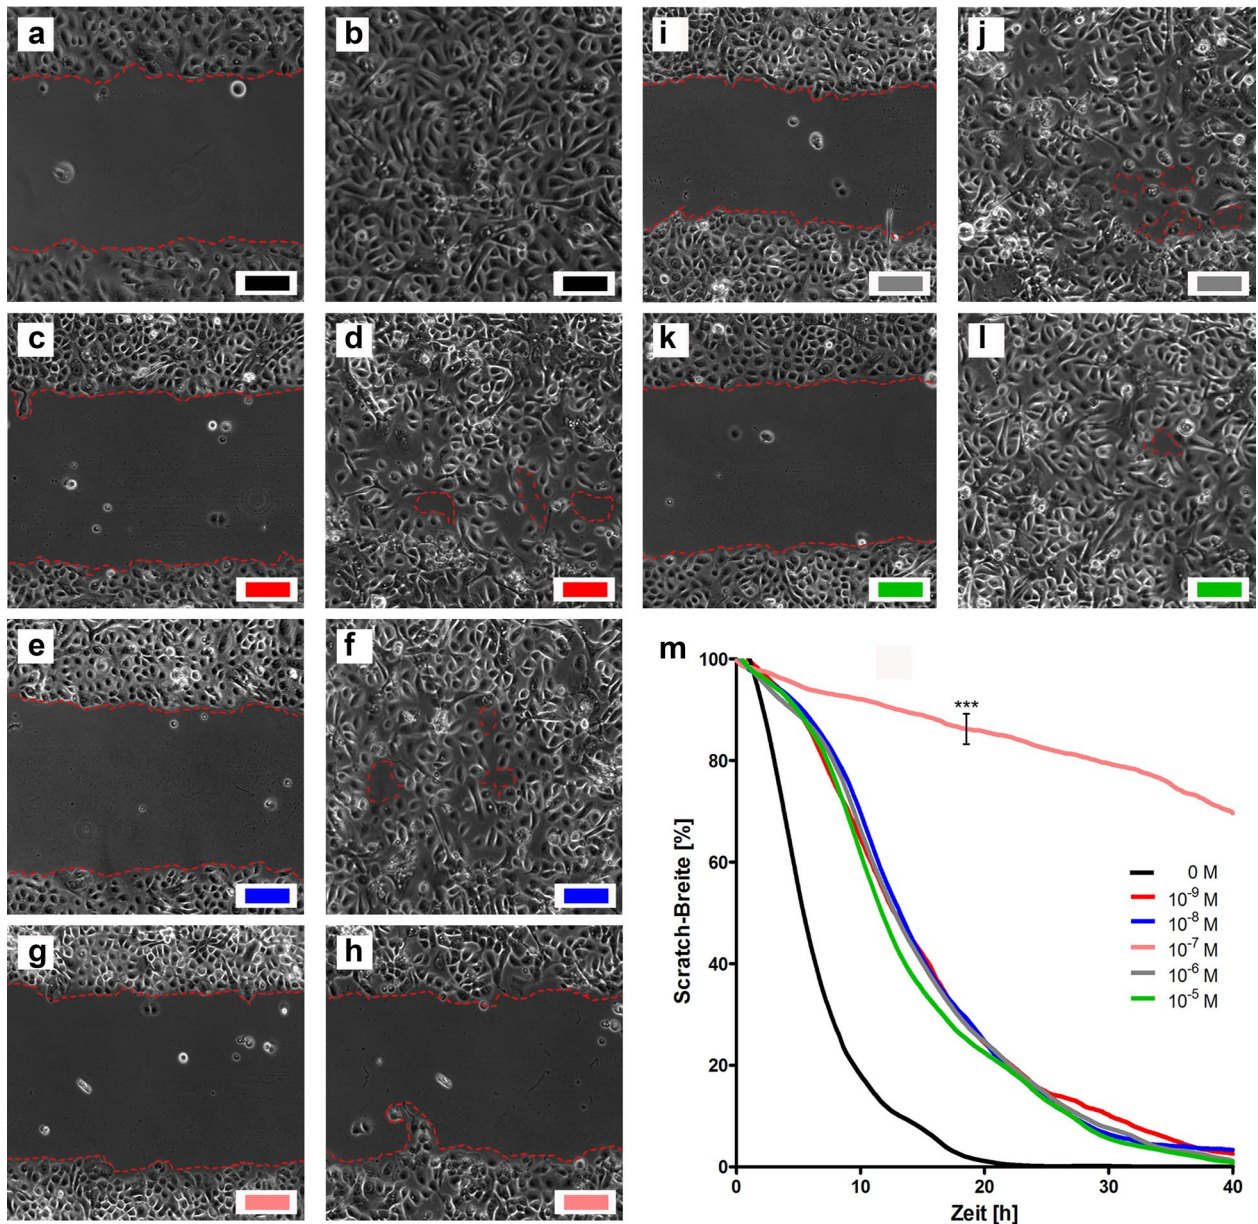 a
b
i
j
c
d
k
l
e
f
m
g
h
100
80
60
40
20
0
Scratch-Breite [%]
***
0 M
10⁻⁹ M
10⁻⁸ M
10⁻⁷ M
10⁻⁶ M
10⁻⁵ M
0
10
20
30
40
Zeit [h]